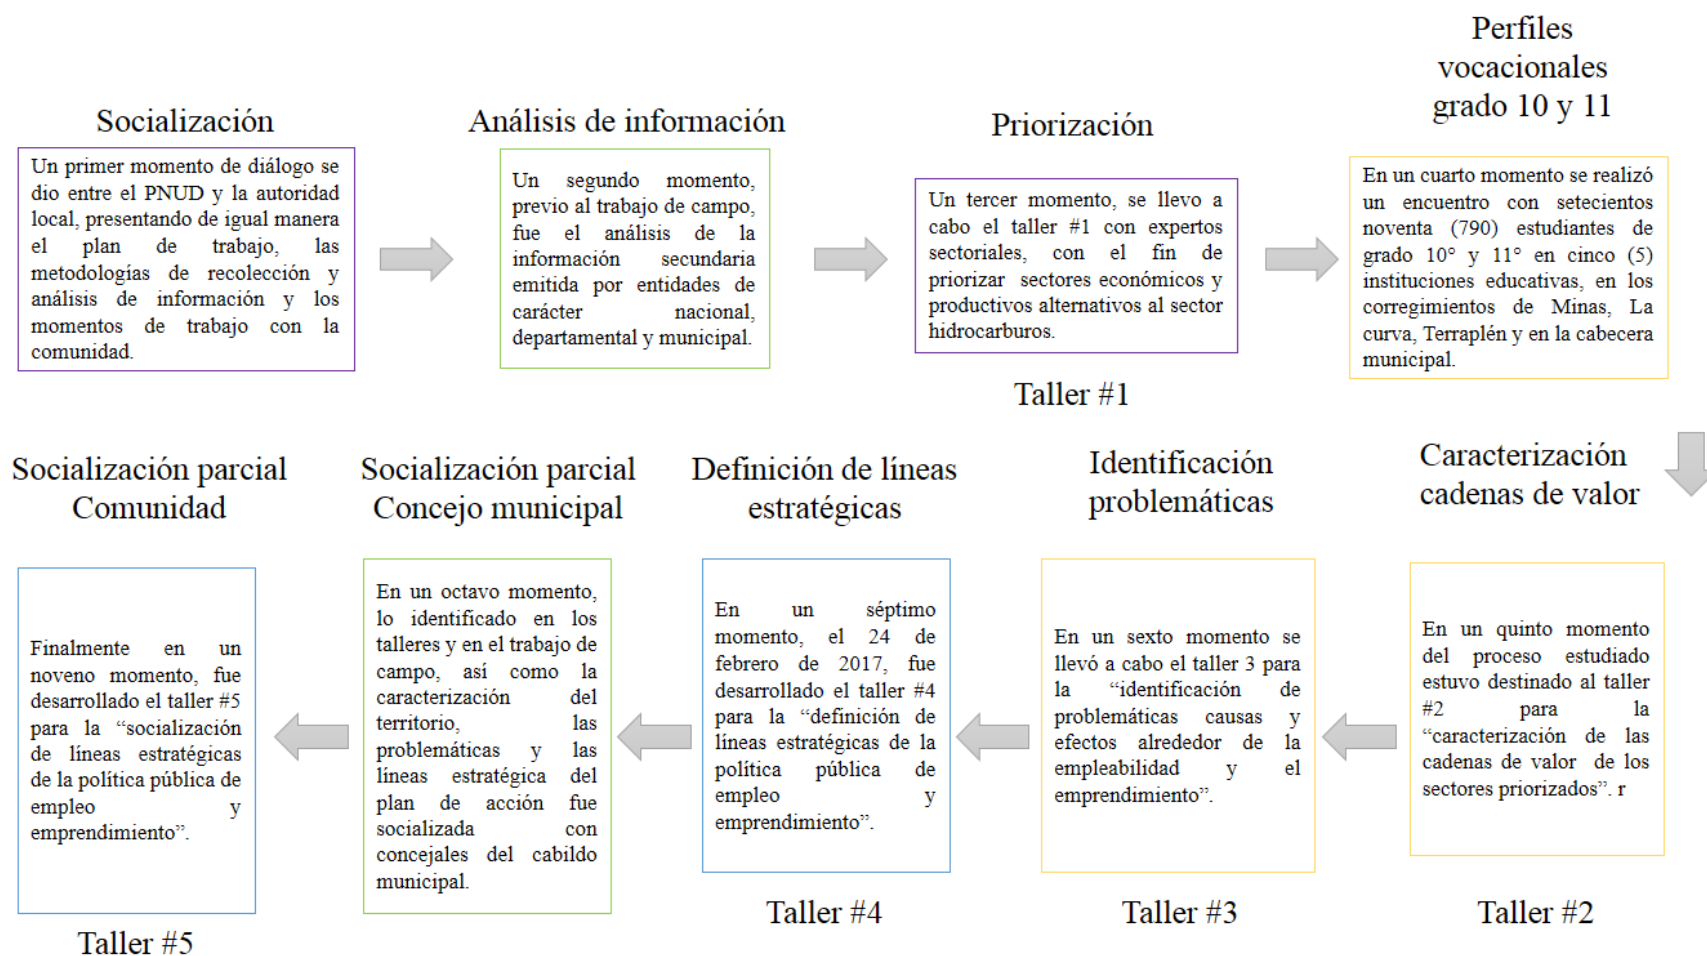 Socialización
Un primer momento de diálogo se
dio entre el PNUD y la autoridad
local, presentando de igual manera
el plan de trabajo, las
metodologías de recolección y
análisis de información y los
momentos de trabajo con la
comunidad.
Análisis de información
Un segundo momento,
previo al trabajo de campo,
fue el análisis de la
información secundaria
emitida por entidades de
carácter nacional,
departamental y municipal.
Priorización
Un tercer momento, se llevo a
cabo el taller #1 con expertos
sectoriales, con el fin de
priorizar sectores económicos y
productivos alternativos al sector
hidrocarburos.
Taller #1
Perfiles
vocacionales
grado 10 y 11
En un cuarto momento se realizó
un encuentro con setecientos
noventa (790) estudiantes de
grado 10° y 11° en cinco (5)
instituciones educativas, en los
corregimientos de Minas, La
curva, Terraplén y en la cabecera
municipal.
Caracterización
cadenas de valor
En un quinto momento
del proceso estudiado
estuvo destinado al taller
#2 para la
“caracterización de las
cadenas de valor de los
sectores priorizados”. r
Taller #2
Identificación
problemáticas
En un sexto momento se
llevó a cabo el taller 3 para
la “identificación de
problemáticas causas y
efectos alrededor de la
empleabilidad y el
emprendimiento”.
Taller #3
Definición de líneas
estratégicas
En un séptimo
momento, el 24 de
febrero de 2017, fue
desarrollado el taller #4
para la “definición de
líneas estratégicas de la
política pública de
empleo y
emprendimiento”.
Taller #4
Socialización parcial
Concejo municipal
En un octavo momento,
lo identificado en los
talleres y en el trabajo de
campo, así como la
caracterización del
territorio, las
problemáticas y las
líneas estratégica del
plan de acción fue
socializada con
concejales del cabildo
municipal.
Socialización parcial
Comunidad
Finalmente en un
noveno momento, fue
desarrollado el taller #5
para la “socialización
de líneas estratégicas
de la política pública de
empleo y
emprendimiento”.
Taller #5